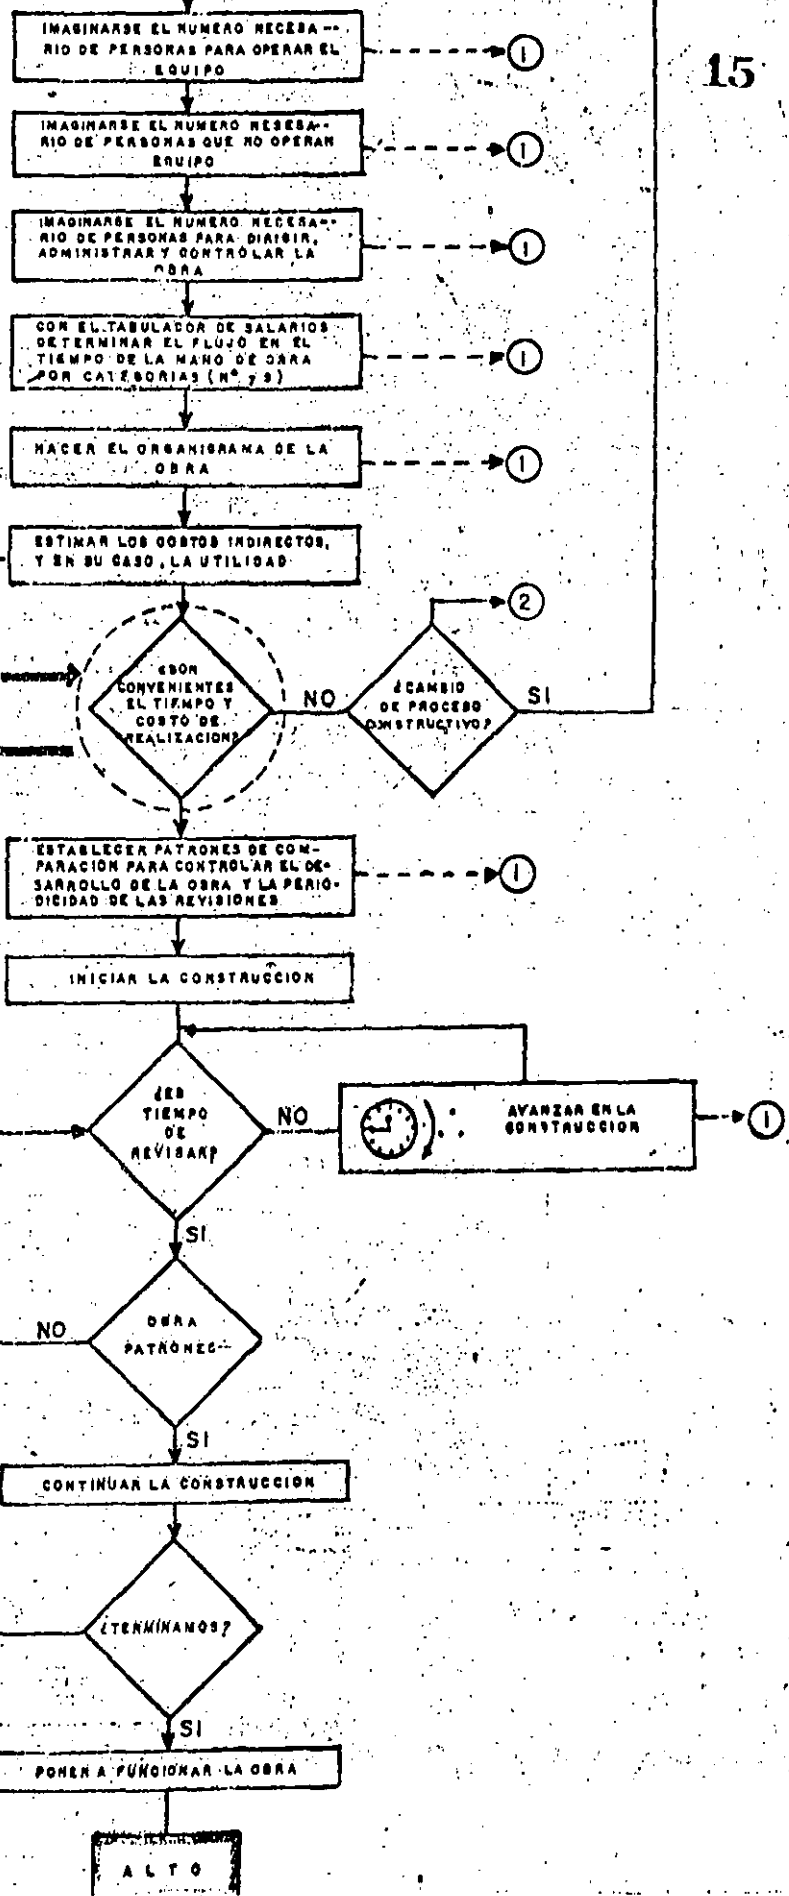 15
IMAGINARSE EL NUMERO NECESA--
RIO DE PERSONAS PARA OPERAR EL
EQUIPO
1
IMAGINARSE EL NUMERO NESESA--
RIO DE PERSONAS QUE NO OPERAN
EQUIPO
1
IMAGINARSE EL NUMERO NECESA--
RIO DE PERSONAS PARA DIRIGIR,
ADMINISTRAR Y CONTROLAR LA
OBRA
1
CON EL TABULADOR DE SALARIOS
DETERMINAR EL FLUJO EN EL
TIEMPO DE LA MANO DE OBRA
POR CATEGORIAS (Nº y $)
1
HACER EL ORGANIGRAMA DE LA
OBRA
1
ESTIMAR LOS COSTOS INDIRECTOS,
Y EN SU CASO, LA UTILIDAD
2
¿SON
CONVENIENTES
EL TIEMPO Y
COSTO DE
REALIZACION?
NO
¿CAMBIO
DE PROCESO
CONSTRUCTIVO?
SI
ESTABLECER PATRONES DE COM-
PARACION PARA CONTROLAR EL DE-
SARROLLO DE LA OBRA Y LA PERIO-
DICIDAD DE LAS REVISIONES
1
INICIAR LA CONSTRUCCION
¿ES
TIEMPO
DE
REVISAR?
NO
AVANZAR EN LA
CONSTRUCCION
1
SI
OBRA
PATRONES
NO
SI
CONTINUAR LA CONSTRUCCION
¿TERMINAMOS?
SI
PONER A FUNCIONAR LA OBRA
ALTO